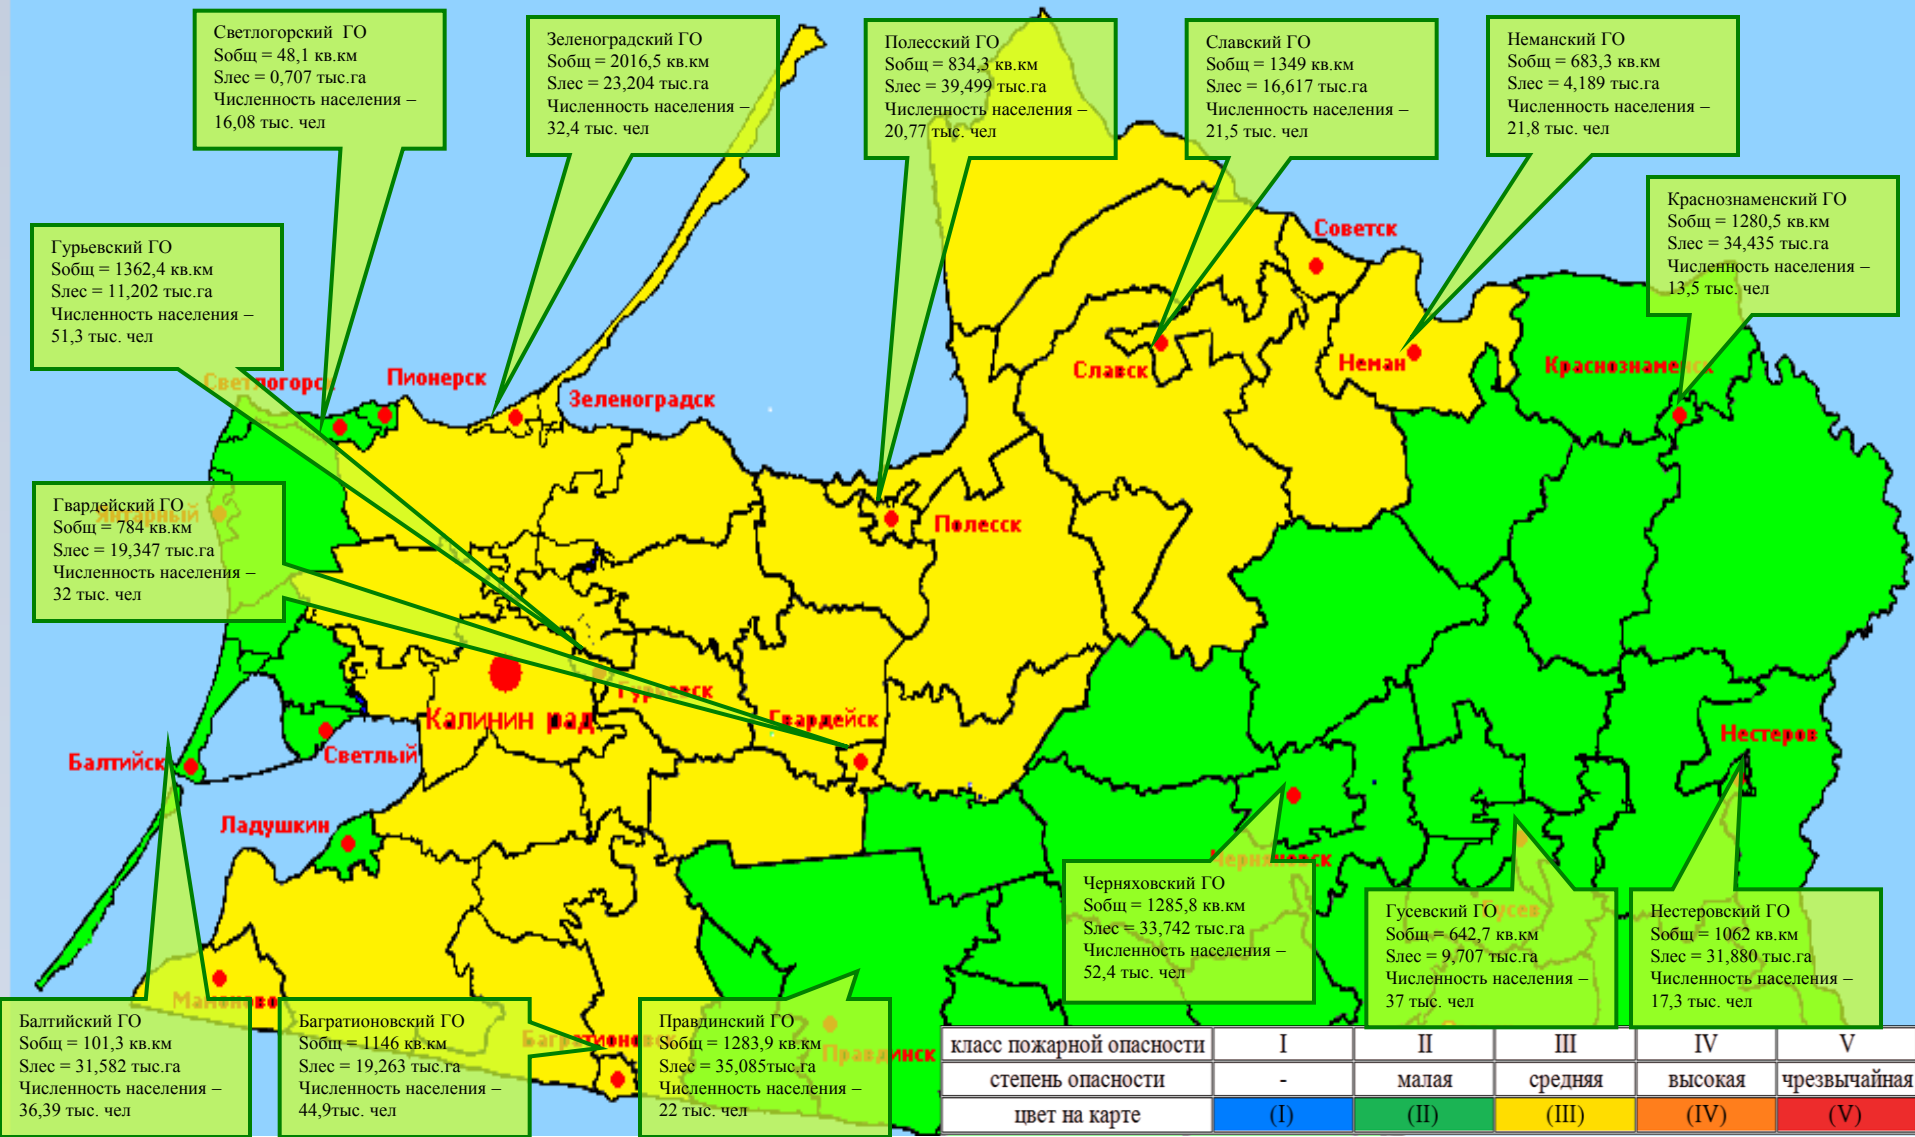 Светлогорский ГО
Sобщ = 48,1 кв.км
Sлес = 0,707 тыс.га
Численность населения –
16,08 тыс. чел
Зеленоградский ГО
Sобщ = 2016,5 кв.км
Sлес = 23,204 тыс.га
Численность населения –
32,4 тыс. чел
Полесский ГО
Sобщ = 834,3 кв.км
Sлес = 39,499 тыс.га
Численность населения –
20,77 тыс. чел
Славский ГО
Sобщ = 1349 кв.км
Sлес = 16,617 тыс.га
Численность населения –
21,5 тыс. чел
Неманский ГО
Sобщ = 683,3 кв.км
Sлес = 4,189 тыс.га
Численность населения –
21,8 тыс. чел
Краснознаменский ГО
Sобщ = 1280,5 кв.км
Sлес = 34,435 тыс.га
Численность населения –
13,5 тыс. чел
Гурьевский ГО
Sобщ = 1362,4 кв.км
Sлес = 11,202 тыс.га
Численность населения –
51,3 тыс. чел
Советск
Светлогорск
Пионерск
Зеленоградск
Славск
Неман
Краснознаменск
Гвардейский ГО
Sобщ = 784 кв.км
Sлес = 19,347 тыс.га
Численность населения –
32 тыс. чел
Янтарный
Полесск
Гурьевск
Калинин рад
Гвардейск
Нестеров
Балтийск
Светлый
Ладушкин
Черняховск
Черняховский ГО
Sобщ = 1285,8 кв.км
Sлес = 33,742 тыс.га
Численность населения –
52,4 тыс. чел
Гусев
Гусевский ГО
Sобщ = 642,7 кв.км
Sлес = 9,707 тыс.га
Численность населения –
37 тыс. чел
Нестеровский ГО
Sобщ = 1062 кв.км
Sлес = 31,880 тыс.га
Численность населения –
17,3 тыс. чел
Мамоново
Балтийский ГО
Sобщ = 101,3 кв.км
Sлес = 31,582 тыс.га
Численность населения –
36,39 тыс. чел
Багратионовский ГО
Sобщ = 1146 кв.км
Sлес = 19,263 тыс.га
Численность населения –
44,9тыс. чел
Багратионовск
Правдинский ГО
Sобщ = 1283,9 кв.км
Sлес = 35,085тыс.га
Численность населения –
22 тыс. чел
Правдинск
класс пожарной опасности I II III IV V
степень опасности - малая средняя высокая чрезвычайная
цвет на карте (I) (II) (III) (IV) (V)